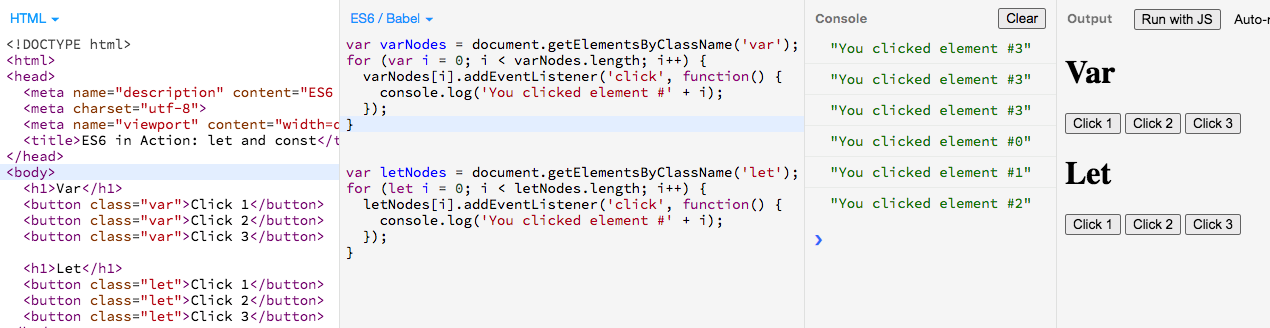 HTML
<!DOCTYPE html>
<html>
<head>
  <meta name="description" content="ES6
  <meta charset="utf-8">
  <meta name="viewport" content="width=
  <title>ES6 in Action: let and const</t
</head>
<body>
  <h1>Var</h1>
  <button class="var">Click 1</button>
  <button class="var">Click 2</button>
  <button class="var">Click 3</button>
  <h1>Let</h1>
  <button class="let">Click 1</button>
  <button class="let">Click 2</button>
  <button class="let">Click 3</button>
ES6 / Babel
var varNodes = document.getElementsByClassName('var');
for (var i = 0; i < varNodes.length; i++) {
  varNodes[i].addEventListener('click', function() {
    console.log('You clicked element #' + i);
  });
}
var letNodes = document.getElementsByClassName('let');
for (let i = 0; i < letNodes.length; i++) {
  letNodes[i].addEventListener('click', function() {
    console.log('You clicked element #' + i);
  });
}
Console Clear
"You clicked element #3"
"You clicked element #3"
"You clicked element #3"
"You clicked element #0"
"You clicked element #1"
"You clicked element #2"
Output Run with JS Auto-r
Var
Click 1 Click 2 Click 3
Let
Click 1 Click 2 Click 3